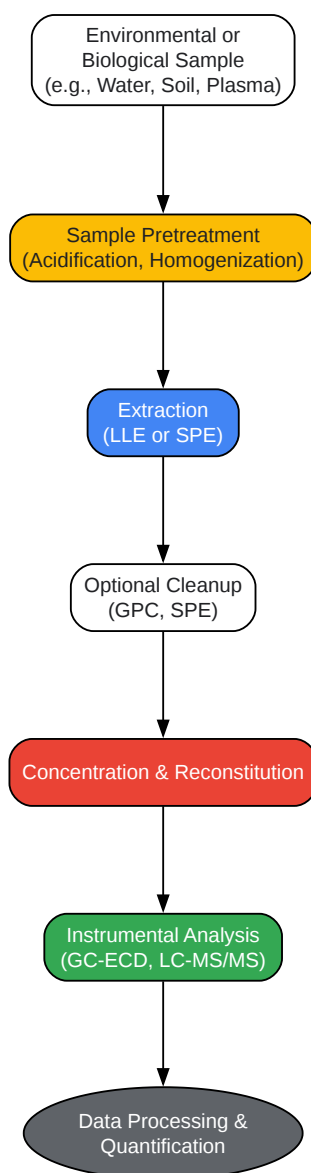 Environmental or
Biological Sample
(e.g., Water, Soil, Plasma)
Sample Pretreatment
(Acidification, Homogenization)
Extraction
(LLE or SPE)
Optional Cleanup
(GPC, SPE)
Concentration & Reconstitution
Instrumental Analysis
(GC-ECD, LC-MS/MS)
Data Processing &
Quantification